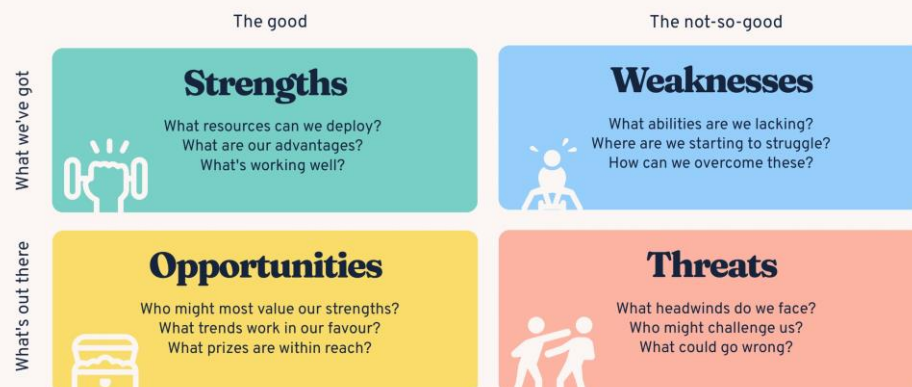 The good
The not-so-good
What we've got
Strengths
What resources can we deploy?
What are our advantages?
What's working well?
Weaknesses
What abilities are we lacking?
Where are we starting to struggle?
How can we overcome these?
What's out there
Opportunities
Who might most value our strengths?
What trends work in our favour?
What prizes are within reach?
Threats
What headwinds do we face?
Who might challenge us?
What could go wrong?